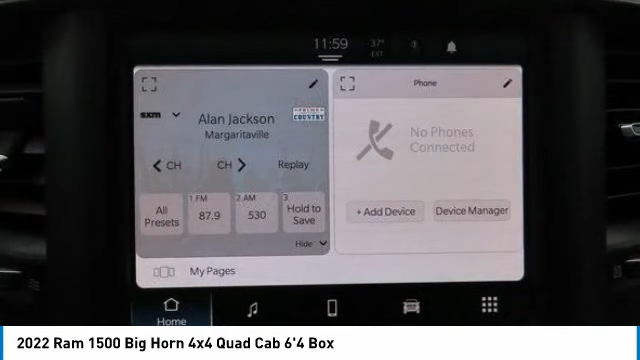 11:59
37°
EXT
sxm
Alan Jackson
Margaritaville
PRIME
COUNTRY
CH
CH
Replay
All
Presets
1 FM
87.9
2 AM
530
3
Hold to
Save
Hide
Phone
No Phones
Connected
+ Add Device
Device Manager
My Pages
Home
2022 Ram 1500 Big Horn 4x4 Quad Cab 6'4 Box